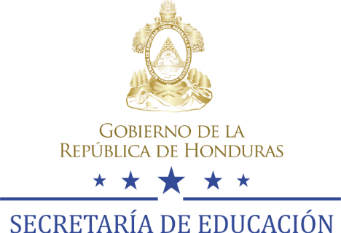 GOBIERNO DE LA
REPÚBLICA DE HONDURAS
SECRETARÍA DE EDUCACIÓN